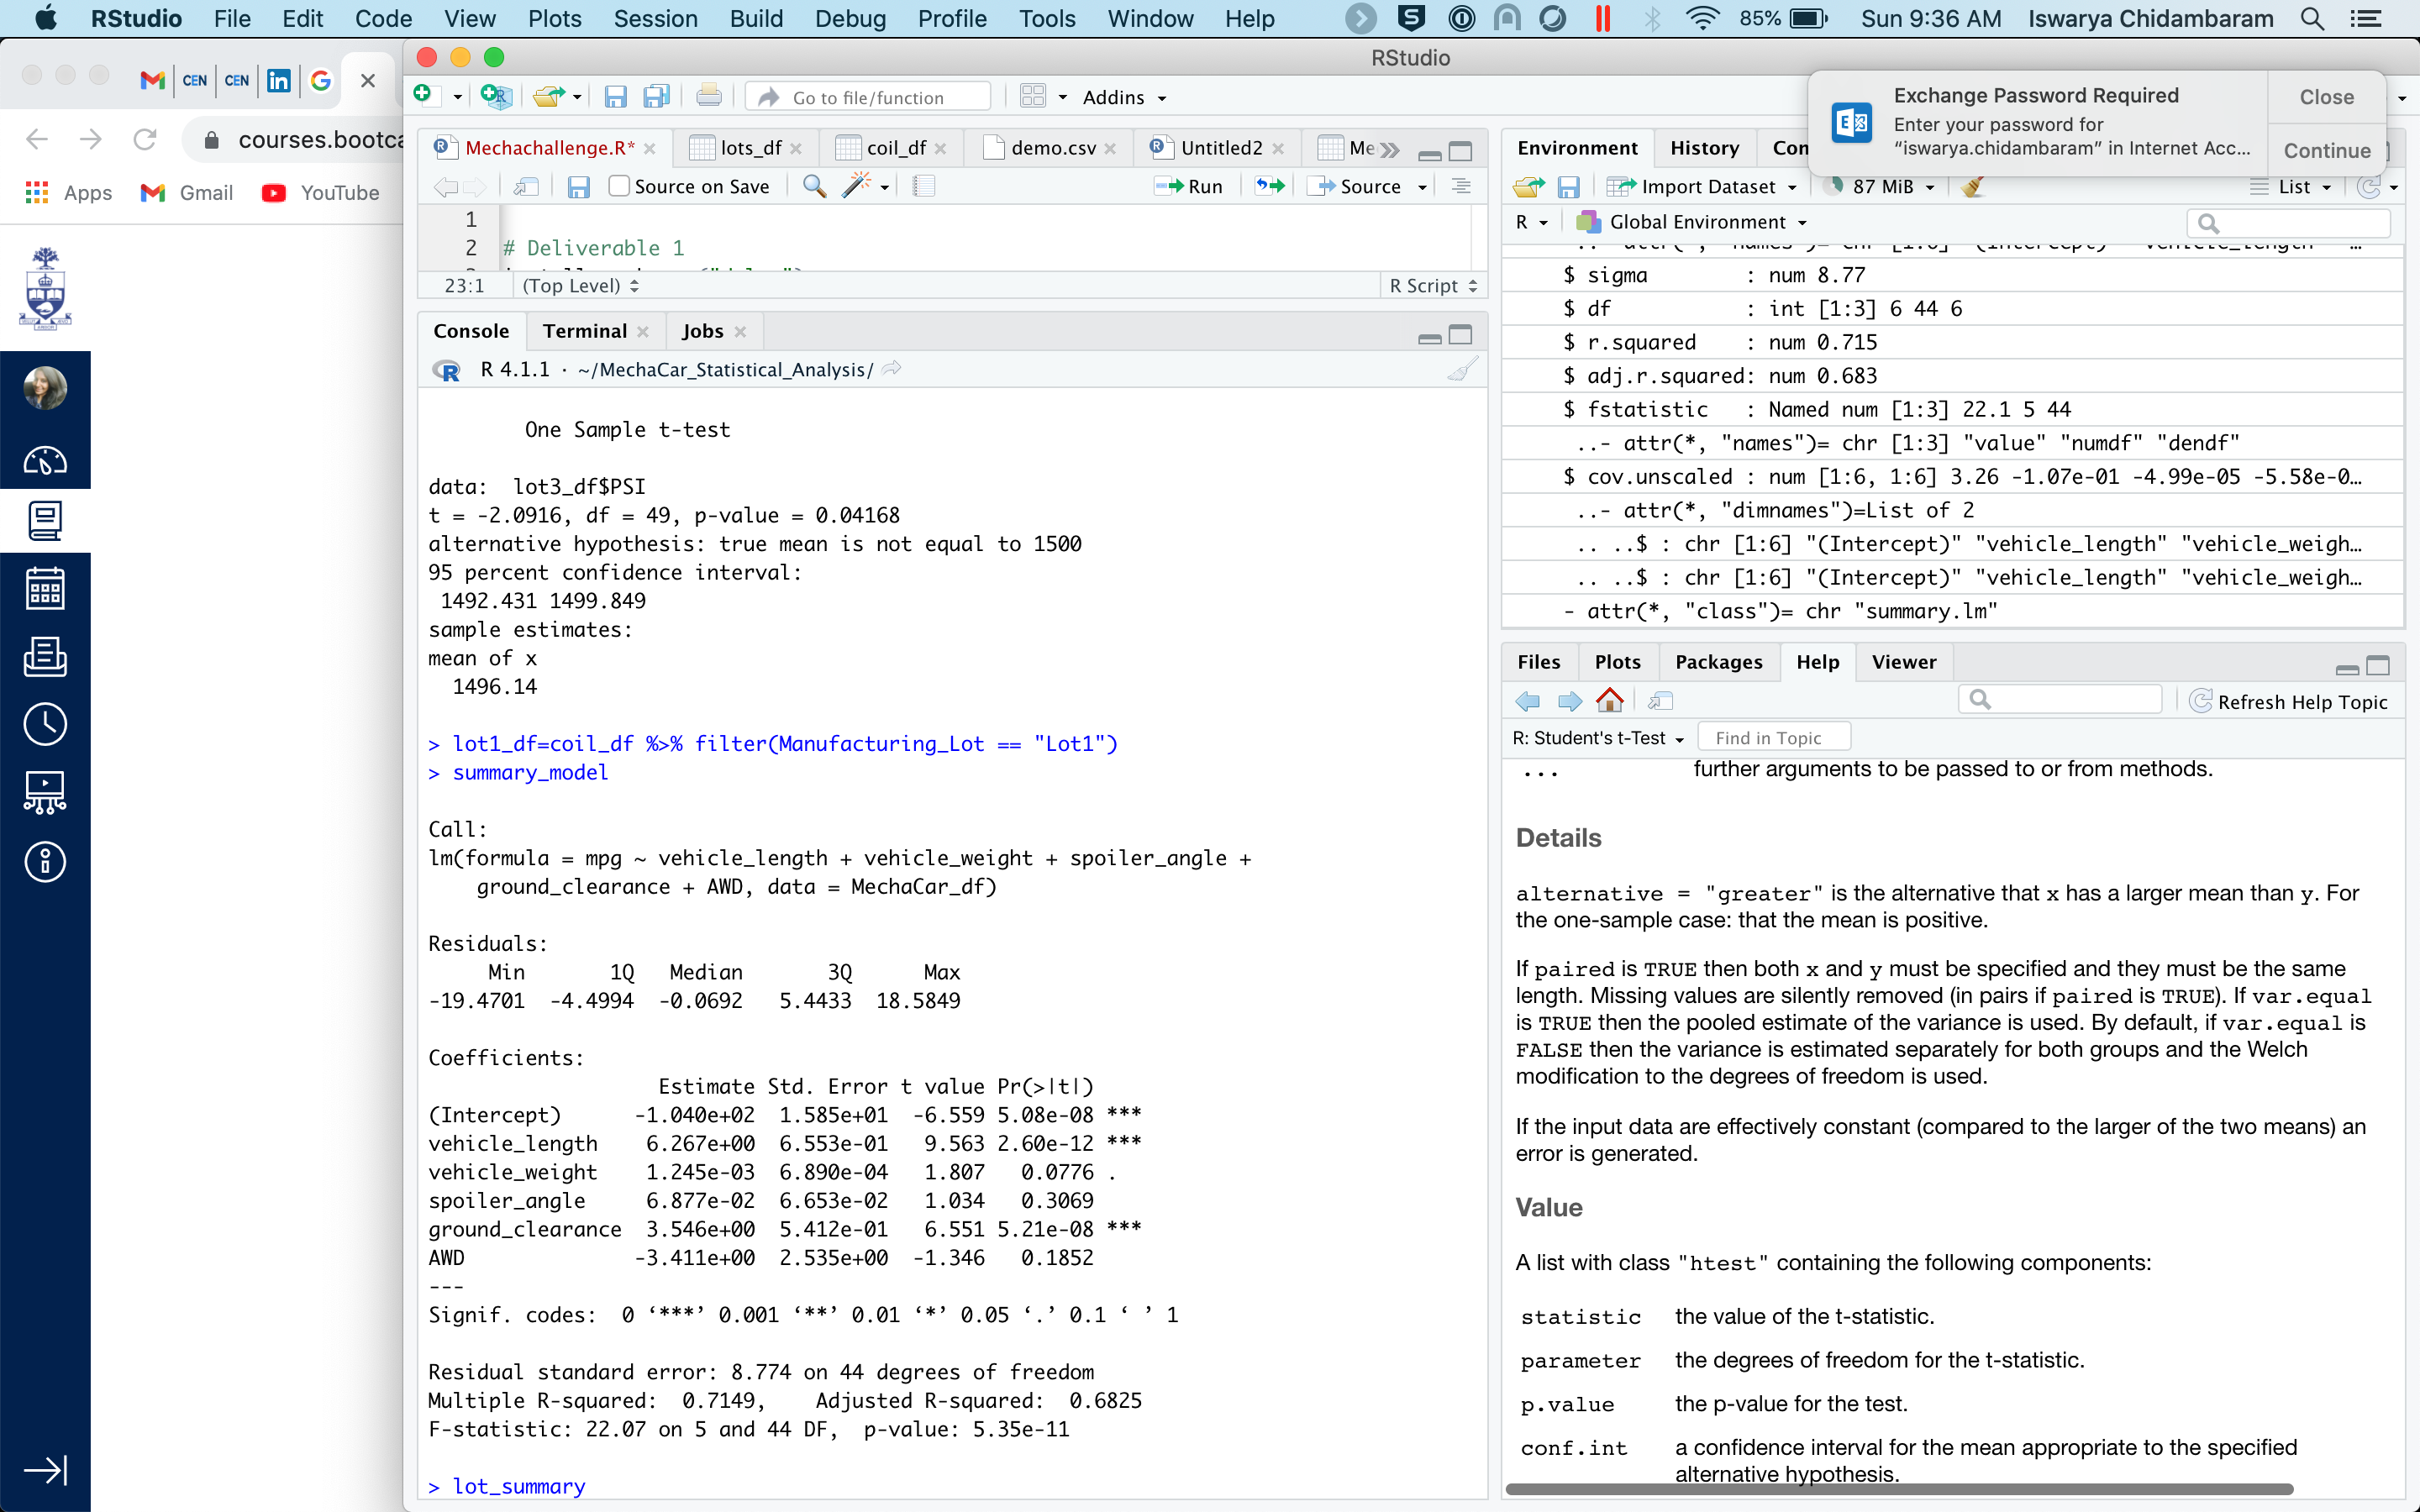 RStudio File Edit Code View Plots Session Build Debug Profile Tools Window Help 85% Sun 9:36 AM Iswarya Chidambaram
RStudio
CEN CEN
courses.bootca
Apps Gmail YouTube
Go to file/function Addins
Exchange Password Required
Enter your password for
“iswarya.chidambaram” in Internet Acc...
Close
Continue
Mechachallenge.R* lots_df coil_df demo.csv Untitled2 Me
Source on Save Run Source
1
2 # Deliverable 1
23:1 (Top Level) R Script
Console Terminal Jobs
R 4.1.1 · ~/MechaCar_Statistical_Analysis/
One Sample t-test
data: lot3_df$PSI
t = -2.0916, df = 49, p-value = 0.04168
alternative hypothesis: true mean is not equal to 1500
95 percent confidence interval:
1492.431 1499.849
sample estimates:
mean of x
1496.14
> lot1_df=coil_df %>% filter(Manufacturing_Lot == "Lot1")
> summary_model
Call:
lm(formula = mpg ~ vehicle_length + vehicle_weight + spoiler_angle +
ground_clearance + AWD, data = MechaCar_df)
Residuals:
Min 1Q Median 3Q Max
-19.4701 -4.4994 -0.0692 5.4433 18.5849
Coefficients:
Estimate Std. Error t value Pr(>|t|)
(Intercept) -1.040e+02 1.585e+01 -6.559 5.08e-08 ***
vehicle_length 6.267e+00 6.553e-01 9.563 2.60e-12 ***
vehicle_weight 1.245e-03 6.890e-04 1.807 0.0776 .
spoiler_angle 6.877e-02 6.653e-02 1.034 0.3069
ground_clearance 3.546e+00 5.412e-01 6.551 5.21e-08 ***
AWD -3.411e+00 2.535e+00 -1.346 0.1852
---
Signif. codes: 0 ‘***’ 0.001 ‘**’ 0.01 ‘*’ 0.05 ‘.’ 0.1 ‘ ’ 1
Residual standard error: 8.774 on 44 degrees of freedom
Multiple R-squared: 0.7149, Adjusted R-squared: 0.6825
F-statistic: 22.07 on 5 and 44 DF, p-value: 5.35e-11
> lot_summary
Environment History Con
Import Dataset 87 MiB List
R Global Environment
.. attr(*, "names")= chr [1:6] "(Intercept)" "vehicle_length" ...
$ sigma : num 8.77
$ df : int [1:3] 6 44 6
$ r.squared : num 0.715
$ adj.r.squared: num 0.683
$ fstatistic : Named num [1:3] 22.1 5 44
..- attr(*, "names")= chr [1:3] "value" "numdf" "dendf"
$ cov.unscaled : num [1:6, 1:6] 3.26 -1.07e-01 -4.99e-05 -5.58e-0…
..- attr(*, "dimnames")=List of 2
.. ..$ : chr [1:6] "(Intercept)" "vehicle_length" "vehicle_weigh…
.. ..$ : chr [1:6] "(Intercept)" "vehicle_length" "vehicle_weigh…
- attr(*, "class")= chr "summary.lm"
Files Plots Packages Help Viewer
Refresh Help Topic
R: Student's t-Test Find in Topic
... further arguments to be passed to or from methods.
Details
alternative = "greater" is the alternative that x has a larger mean than y. For
the one-sample case: that the mean is positive.
If paired is TRUE then both x and y must be specified and they must be the same
length. Missing values are silently removed (in pairs if paired is TRUE). If var.equal
is TRUE then the pooled estimate of the variance is used. By default, if var.equal is
FALSE then the variance is estimated separately for both groups and the Welch
modification to the degrees of freedom is used.
If the input data are effectively constant (compared to the larger of the two means) an
error is generated.
Value
A list with class "htest" containing the following components:
statistic the value of the t-statistic.
parameter the degrees of freedom for the t-statistic.
p.value the p-value for the test.
conf.int a confidence interval for the mean appropriate to the specified
alternative hypothesis.